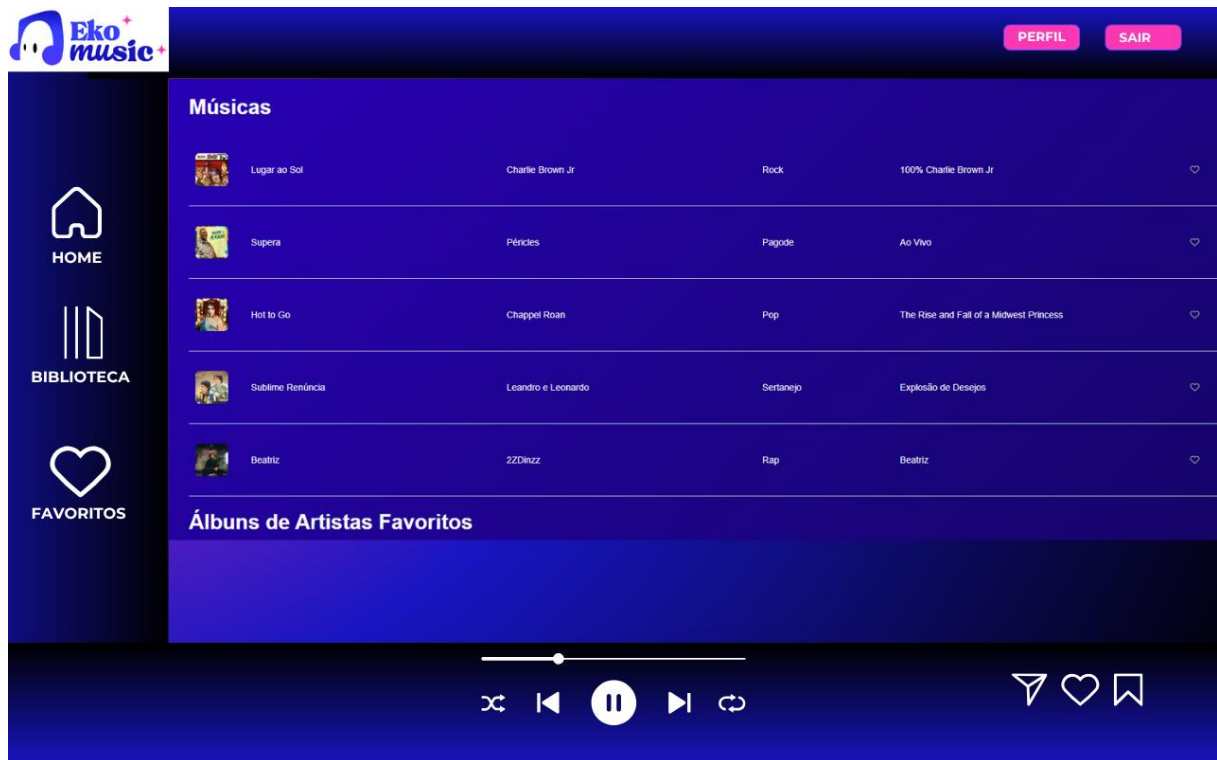 Eko
music
PERFIL SAIR
Músicas
Lugar ao Sol Charlie Brown Jr Rock 100% Charlie Brown Jr
Supera Péricles Pagode Ao Vivo
HOME
Hot to Go Chappel Roan Pop The Rise and Fall of a Midwest Princess
BIBLIOTECA
Sublime Renúncia Leandro e Leonardo Sertanejo Explosão de Desejos
Beatriz 2ZDinzz Rap Beatriz
FAVORITOS
Álbuns de Artistas Favoritos